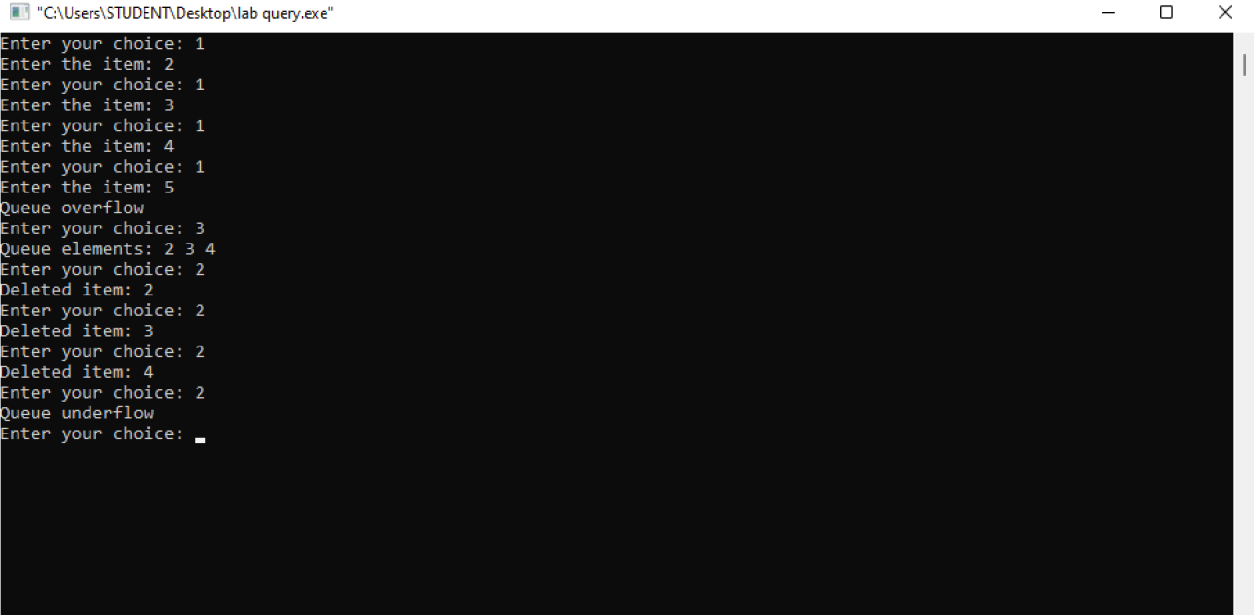 "C:\Users\STUDENT\Desktop\lab query.exe"
Enter your choice: 1
Enter the item: 2
Enter your choice: 1
Enter the item: 3
Enter your choice: 1
Enter the item: 4
Enter your choice: 1
Enter the item: 5
Queue overflow
Enter your choice: 3
Queue elements: 2 3 4
Enter your choice: 2
Deleted item: 2
Enter your choice: 2
Deleted item: 3
Enter your choice: 2
Deleted item: 4
Enter your choice: 2
Queue underflow
Enter your choice: